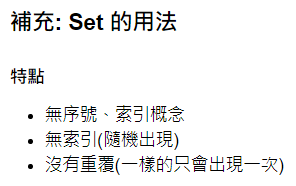 補充: Set 的用法
特點
無序號、索引概念
無索引(隨機出現)
沒有重覆(一樣的只會出現一次)